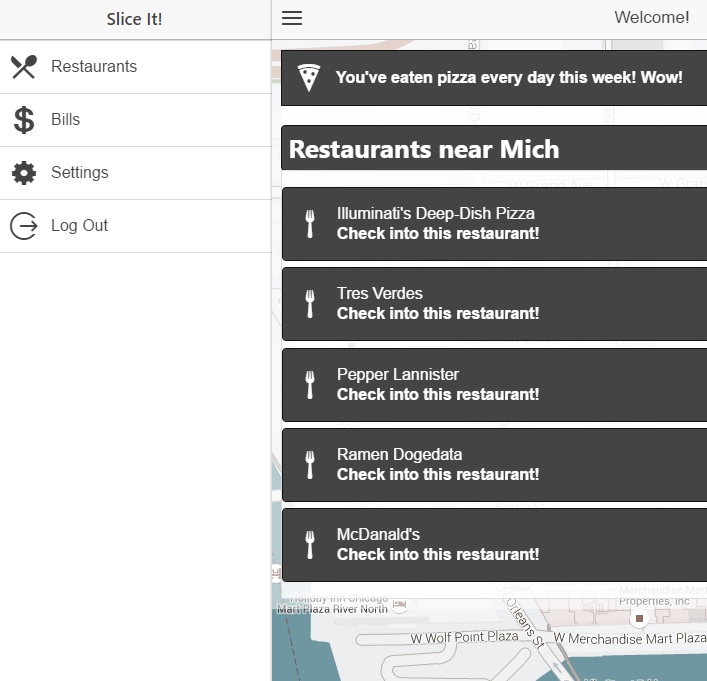 Slice It!
Restaurants
Bills
Settings
Log Out
Welcome!
You've eaten pizza every day this week! Wow!
Restaurants near Mich
W Grand Ave
W Gran
Illuminati's Deep-Dish Pizza
Check into this restaurant!
Tres Verdes
Check into this restaurant!
Pepper Lannister
Check into this restaurant!
Ramen Dogedata
Check into this restaurant!
McDanald's
Check into this restaurant!
Holiday Inn Chicago
Mart Plaza River North
Orleans St
Merchandise Mart
Properties, Inc
W Wolf Point Plaza
W Merchandise Mart Plaza